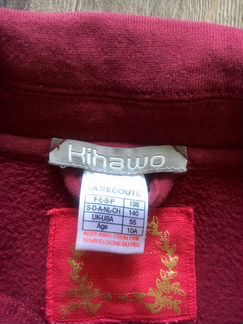 Kihawo
LA REDOUTE
F-E-B-P 138
S-D-A-NL-CH 140
UK-USA 56
Age 10A
KEEP AWAY FROM FIRE
TENIR ELOIGNE DU FEU